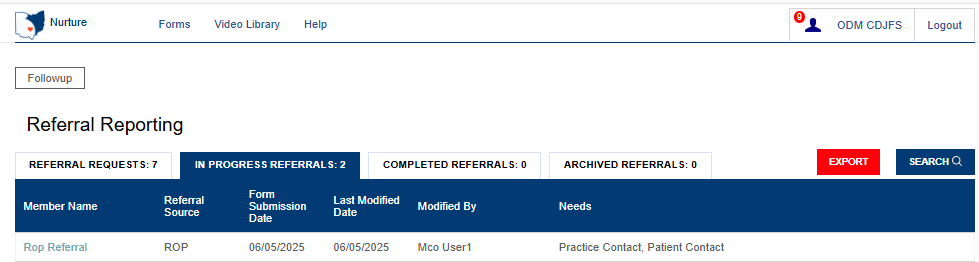 Nurture Forms Video Library Help 9 ODM CDJFS Logout
Followup
Referral Reporting
REFERRAL REQUESTS: 7 IN PROGRESS REFERRALS: 2 COMPLETED REFERRALS: 0 ARCHIVED REFERRALS: 0 EXPORT SEARCH
Member Name Referral Source Form Submission Date Last Modified Date Modified By Needs
Rop Referral ROP 06/05/2025 06/05/2025 Mco User1 Practice Contact, Patient Contact